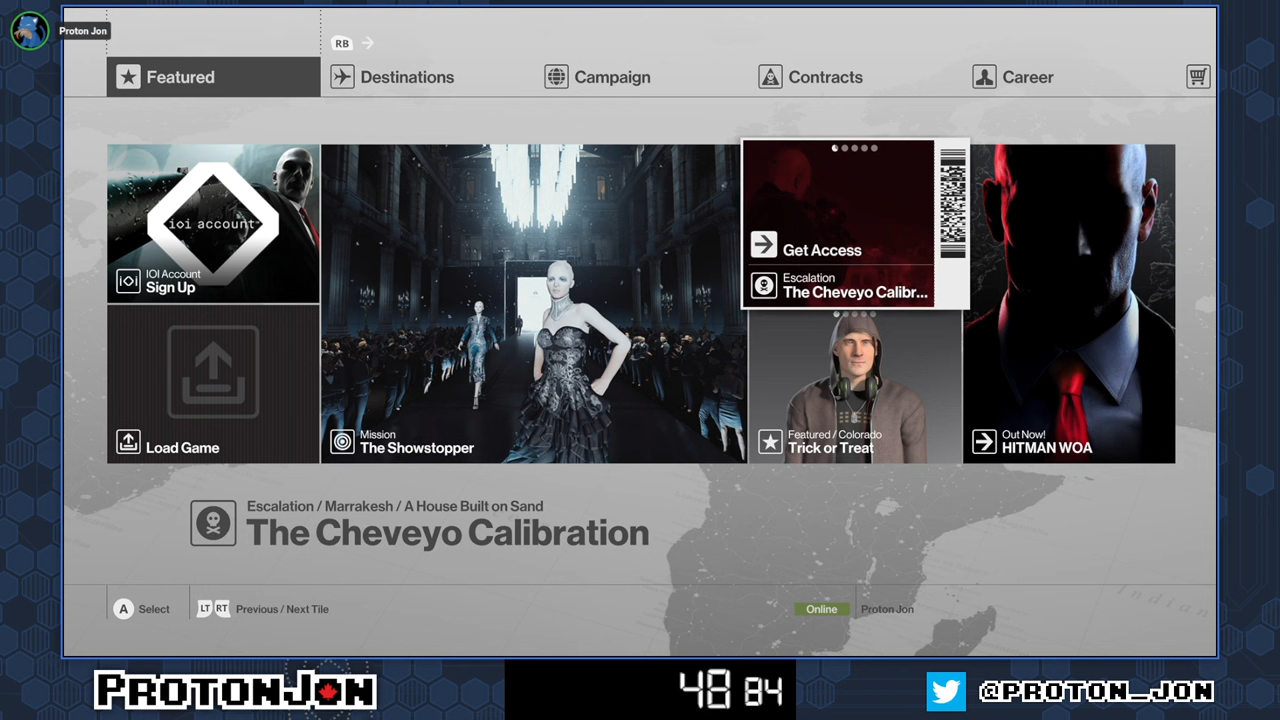 Proton Jon
RB
Featured
Destinations
Campaign
Contracts
Career
ioi account
IOI Account
Sign Up
Load Game
Mission
The Showstopper
Get Access
Escalation
The Cheveyo Calibr...
Featured / Colorado
Trick or Treat
Out Now!
HITMAN WOA
Escalation / Marrakesh / A House Built on Sand
The Cheveyo Calibration
A Select
LT RT Previous / Next Tile
Online
Proton Jon
Indian
PROTONJON
48 84
@PROTON_JON